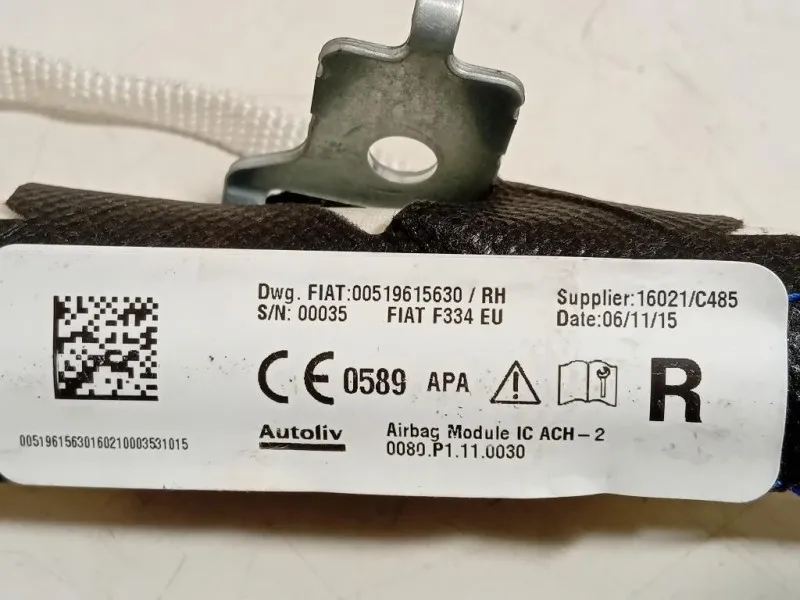 Dwg. FIAT:00519615630 / RH
S/N: 00035 FIAT F334 EU
Supplier:16021/C485
Date:06/11/15
CE 0589 APA
R
00519615630160210003531015
Autoliv
Airbag Module IC ACH-2
0080.P1.11.0030